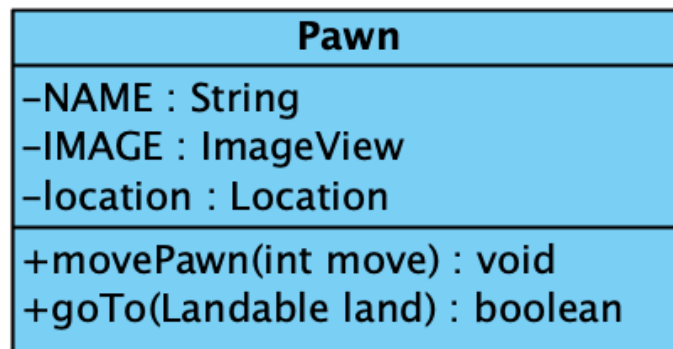 Pawn
-NAME : String
-IMAGE : ImageView
-location : Location
+movePawn(int move) : void
+goTo(Landable land) : boolean